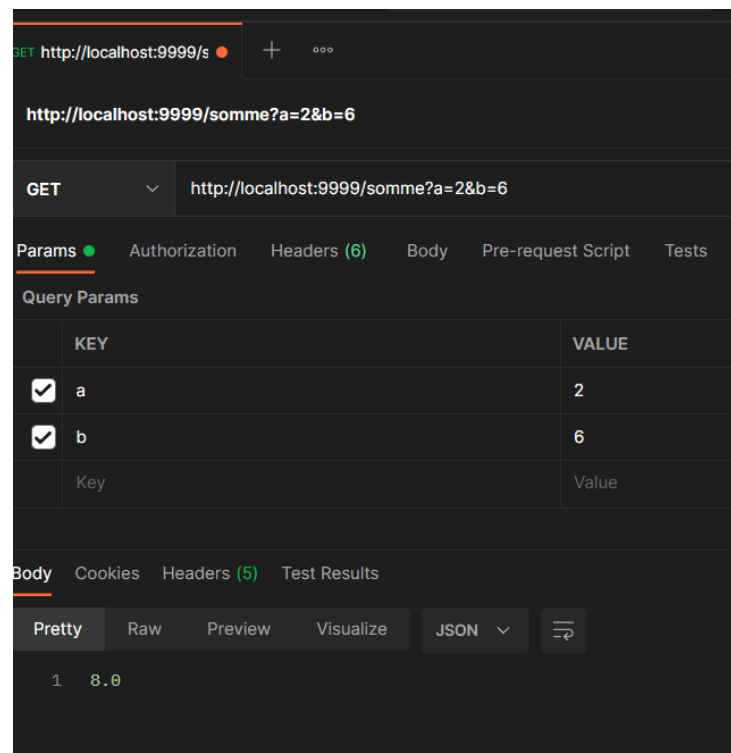 GET http://localhost:9999/s
http://localhost:9999/somme?a=2&b=6
GET http://localhost:9999/somme?a=2&b=6
Params Authorization Headers (6) Body Pre-request Script Tests
Query Params
KEY VALUE
a 2
b 6
Key Value
Body Cookies Headers (5) Test Results
Pretty Raw Preview Visualize JSON
1 8.0